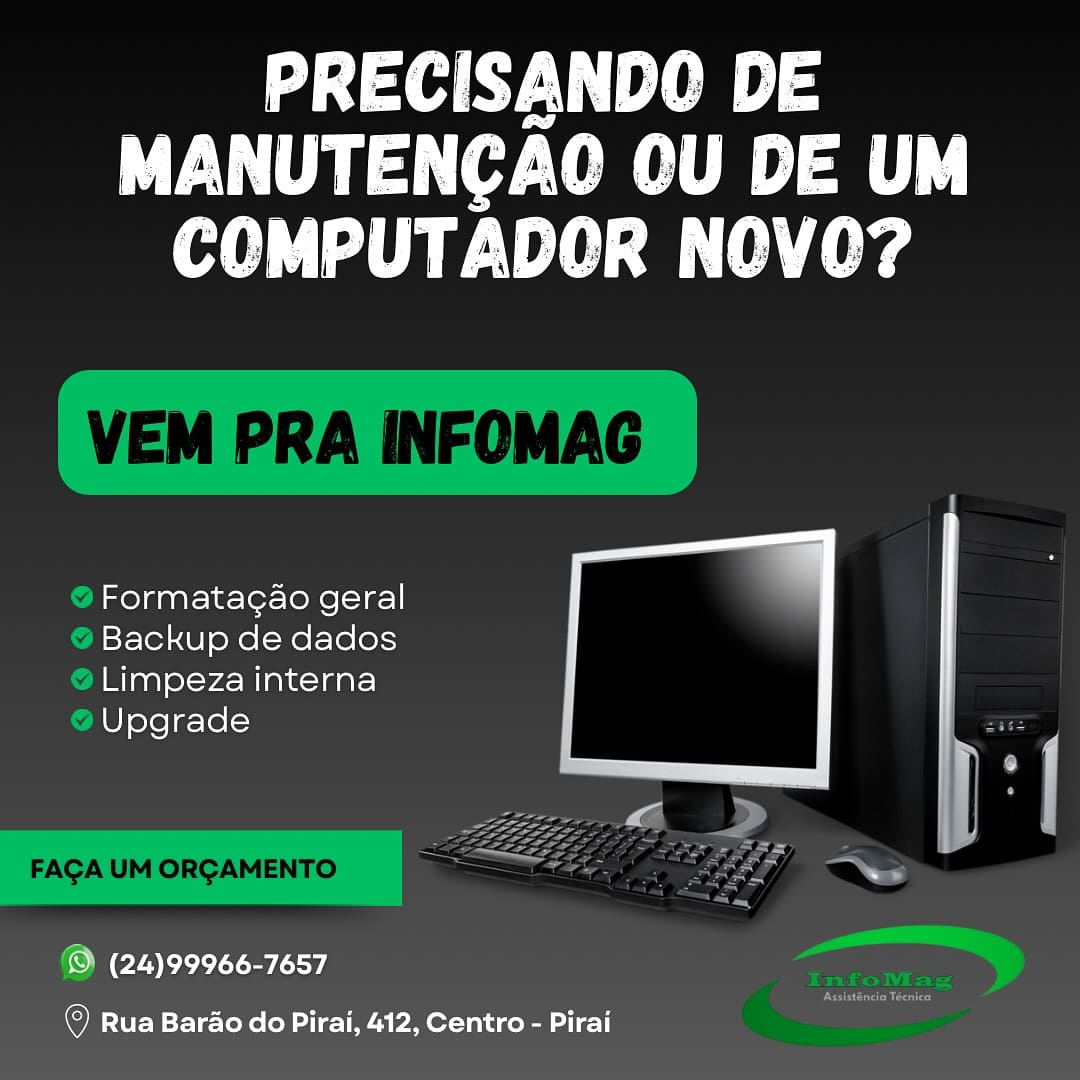 PRECISANDO DE
MANUTENÇÃO OU DE UM
COMPUTADOR NOVO?
VEM PRA INFOMAG
Formatação geral
Backup de dados
Limpeza interna
Upgrade
FAÇA UM ORÇAMENTO
(24)99966-7657
Rua Barão do Piraí, 412, Centro - Piraí
InfoMag
Assistência Técnica